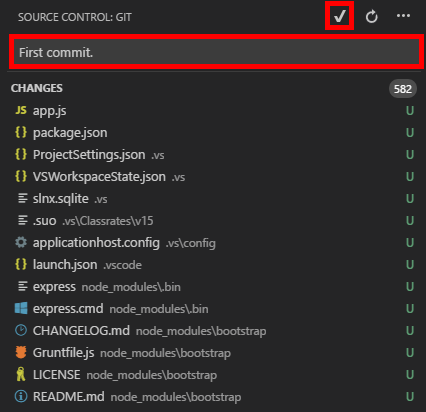 SOURCE CONTROL: GIT
First commit.
CHANGES 582
JS app.js U
{} package.json U
{} ProjectSettings.json .vs U
{} VSWorkspaceState.json .vs U
slnx.sqlite .vs U
.suo .vs\Classrates\v15 U
applicationhost.config .vs\config U
{} launch.json .vscode U
express node_modules\.bin U
express.cmd node_modules\.bin U
CHANGELOG.md node_modules\bootstrap U
Gruntfile.js node_modules\bootstrap U
LICENSE node_modules\bootstrap U
README.md node_modules\bootstrap U